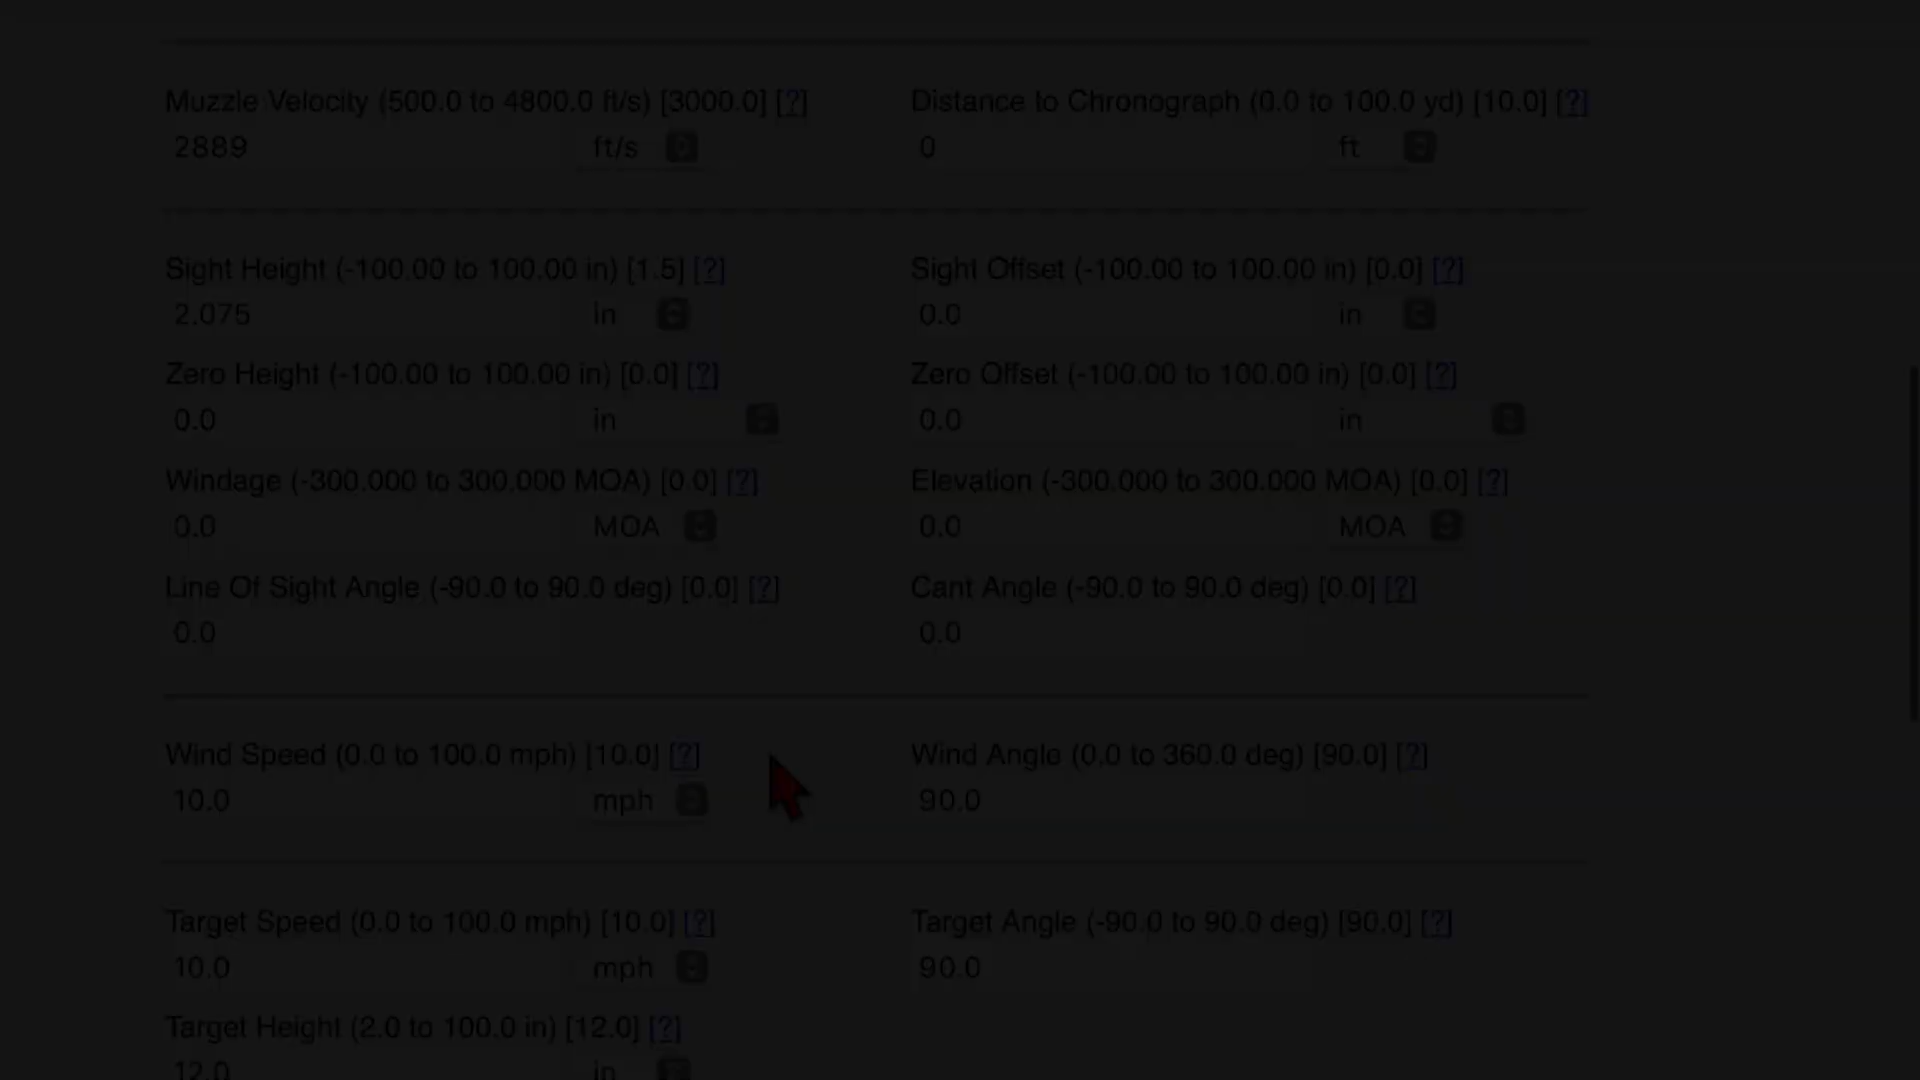 Muzzle Velocity (500.0 to 4800.0 ft/s) [3000.0] [?] Distance to Chronograph (0.0 to 100.0 yd) [10.0] [?]
2889 ft/s 0 ft
Sight Height (-100.00 to 100.00 in) [1.5] [?] Sight Offset (-100.00 to 100.00 in) [0.0] [?]
2.075 in 0.0 in
Zero Height (-100.00 to 100.00 in) [0.0] [?] Zero Offset (-100.00 to 100.00 in) [0.0] [?]
0.0 in 0.0 in
Windage (-300.000 to 300.000 MOA) [0.0] [?] Elevation (-300.000 to 300.000 MOA) [0.0] [?]
0.0 MOA 0.0 MOA
Line Of Sight Angle (-90.0 to 90.0 deg) [0.0] [?] Cant Angle (-90.0 to 90.0 deg) [0.0] [?]
0.0 0.0
Wind Speed (0.0 to 100.0 mph) [10.0] [?] Wind Angle (0.0 to 360.0 deg) [90.0] [?]
10.0 mph 90.0
Target Speed (0.0 to 100.0 mph) [10.0] [?] Target Angle (-90.0 to 90.0 deg) [90.0] [?]
10.0 mph 90.0
Target Height (2.0 to 100.0 in) [12.0] [?]
12.0 in